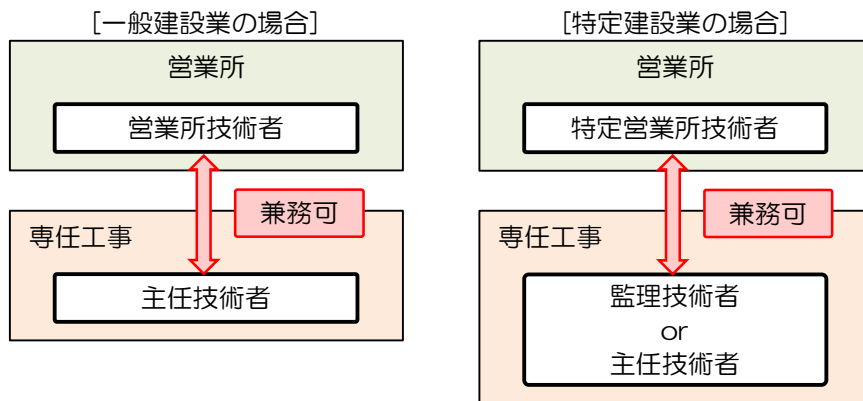 [一般建設業の場合]
営業所
営業所技術者
兼務可
専任工事
主任技術者
[特定建設業の場合]
営業所
特定営業所技術者
兼務可
専任工事
監理技術者
or
主任技術者